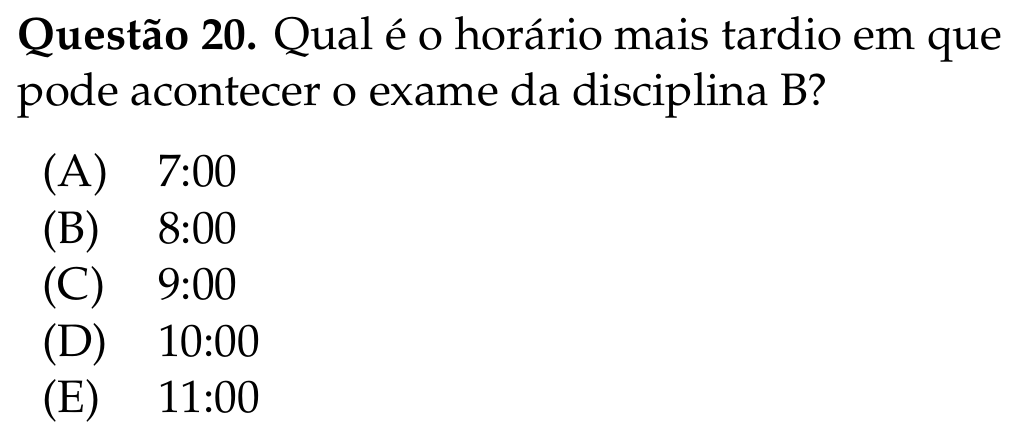 Questão 20. Qual é o horário mais tardio em que
pode acontecer o exame da disciplina B?
(A) 7:00
(B) 8:00
(C) 9:00
(D) 10:00
(E) 11:00